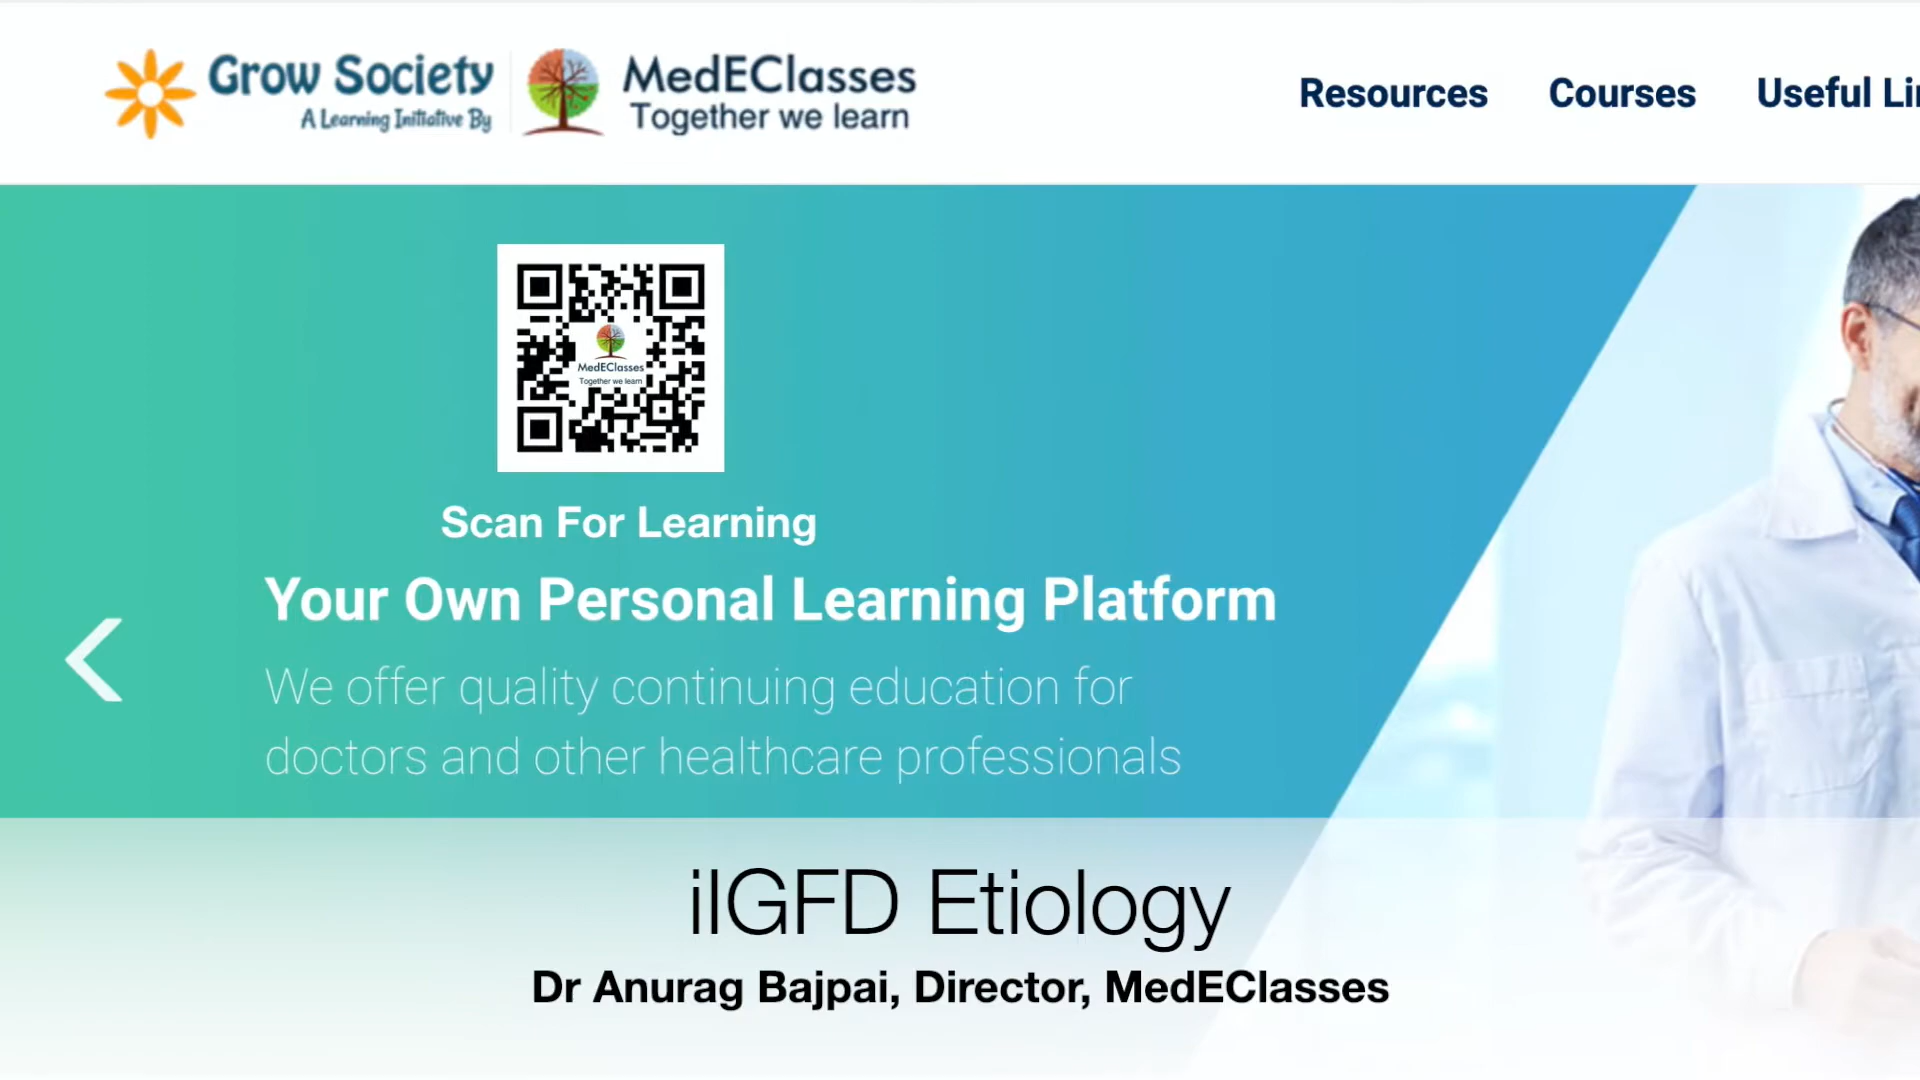 Grow Society
A Learning Initiative By
MedEClasses
Together we learn
Resources
Courses
Useful Li
MedEClasses
Together we learn
Scan For Learning
Your Own Personal Learning Platform
We offer quality continuing education for
doctors and other healthcare professionals
iIGFD Etiology
Dr Anurag Bajpai, Director, MedEClasses